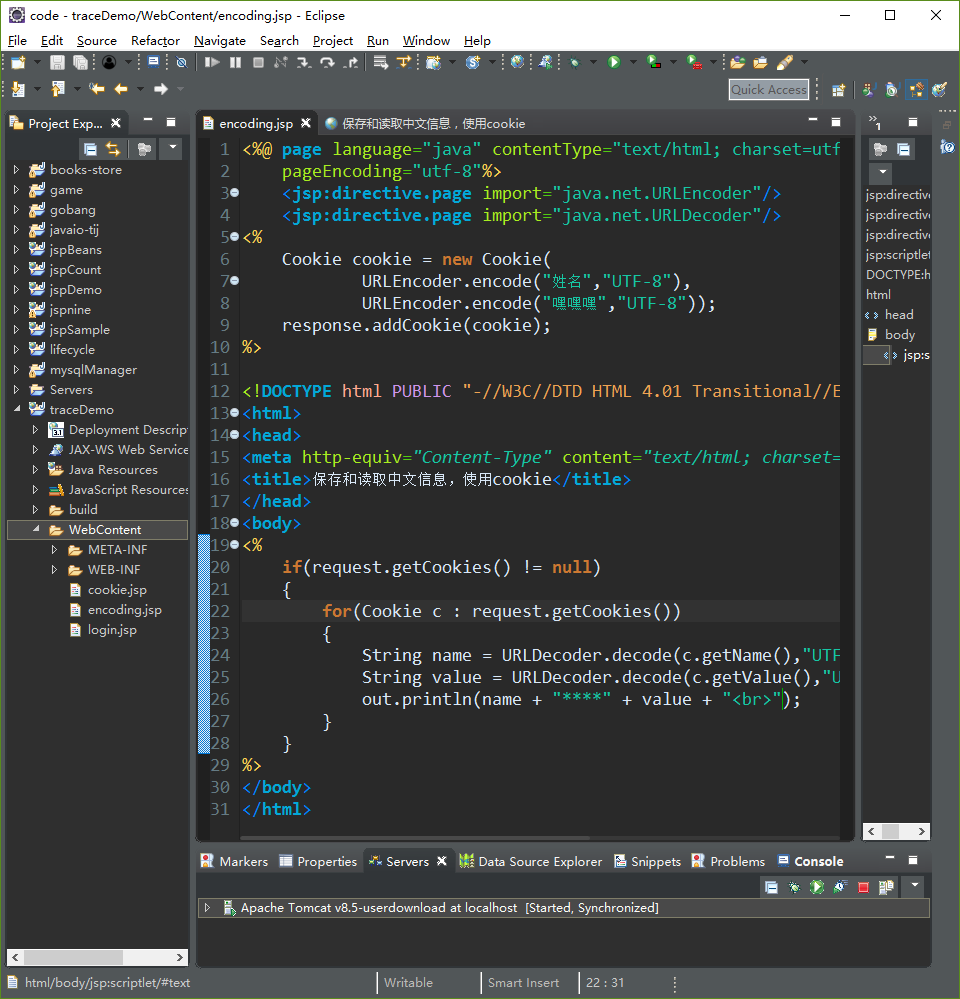 code - traceDemo/WebContent/encoding.jsp - Eclipse
File Edit Source Refactor Navigate Search Project Run Window Help
Quick Access
Project Exp...
books-store
game
gobang
javaio-tij
jspBeans
jspCount
jspDemo
jspnine
jspSample
lifecycle
mysqlManager
Servers
traceDemo
Deployment Descrip
JAX-WS Web Service
Java Resources
JavaScript Resources
build
WebContent
META-INF
WEB-INF
cookie.jsp
encoding.jsp
login.jsp
encoding.jsp 保存和读取中文信息，使用cookie
1 <%@ page language="java" contentType="text/html; charset=utf
2 pageEncoding="utf-8"%>
3 <jsp:directive.page import="java.net.URLEncoder"/>
4 <jsp:directive.page import="java.net.URLDecoder"/>
5 <%
6 Cookie cookie = new Cookie(
7 URLEncoder.encode("姓名","UTF-8"),
8 URLEncoder.encode("嘿嘿嘿","UTF-8"));
9 response.addCookie(cookie);
10 %>
11
12 <!DOCTYPE html PUBLIC "-//W3C//DTD HTML 4.01 Transitional//E
13 <html>
14 <head>
15 <meta http-equiv="Content-Type" content="text/html; charset=
16 <title>保存和读取中文信息，使用cookie</title>
17 </head>
18 <body>
19 <%
20 if(request.getCookies() != null)
21 {
22 for(Cookie c : request.getCookies())
23 {
24 String name = URLDecoder.decode(c.getName(),"UTF
25 String value = URLDecoder.decode(c.getValue(),"U
26 out.println(name + "****" + value + "<br>");
27 }
28 }
29 %>
30 </body>
31 </html>
1
jsp:directive
jsp:directive
jsp:directive
jsp:scriptlet
DOCTYPE:h
html
head
body
jsp:s
Markers Properties Servers Data Source Explorer Snippets Problems Console
Apache Tomcat v8.5-userdownload at localhost [Started, Synchronized]
html/body/jsp:scriptlet/#text Writable Smart Insert 22 : 31